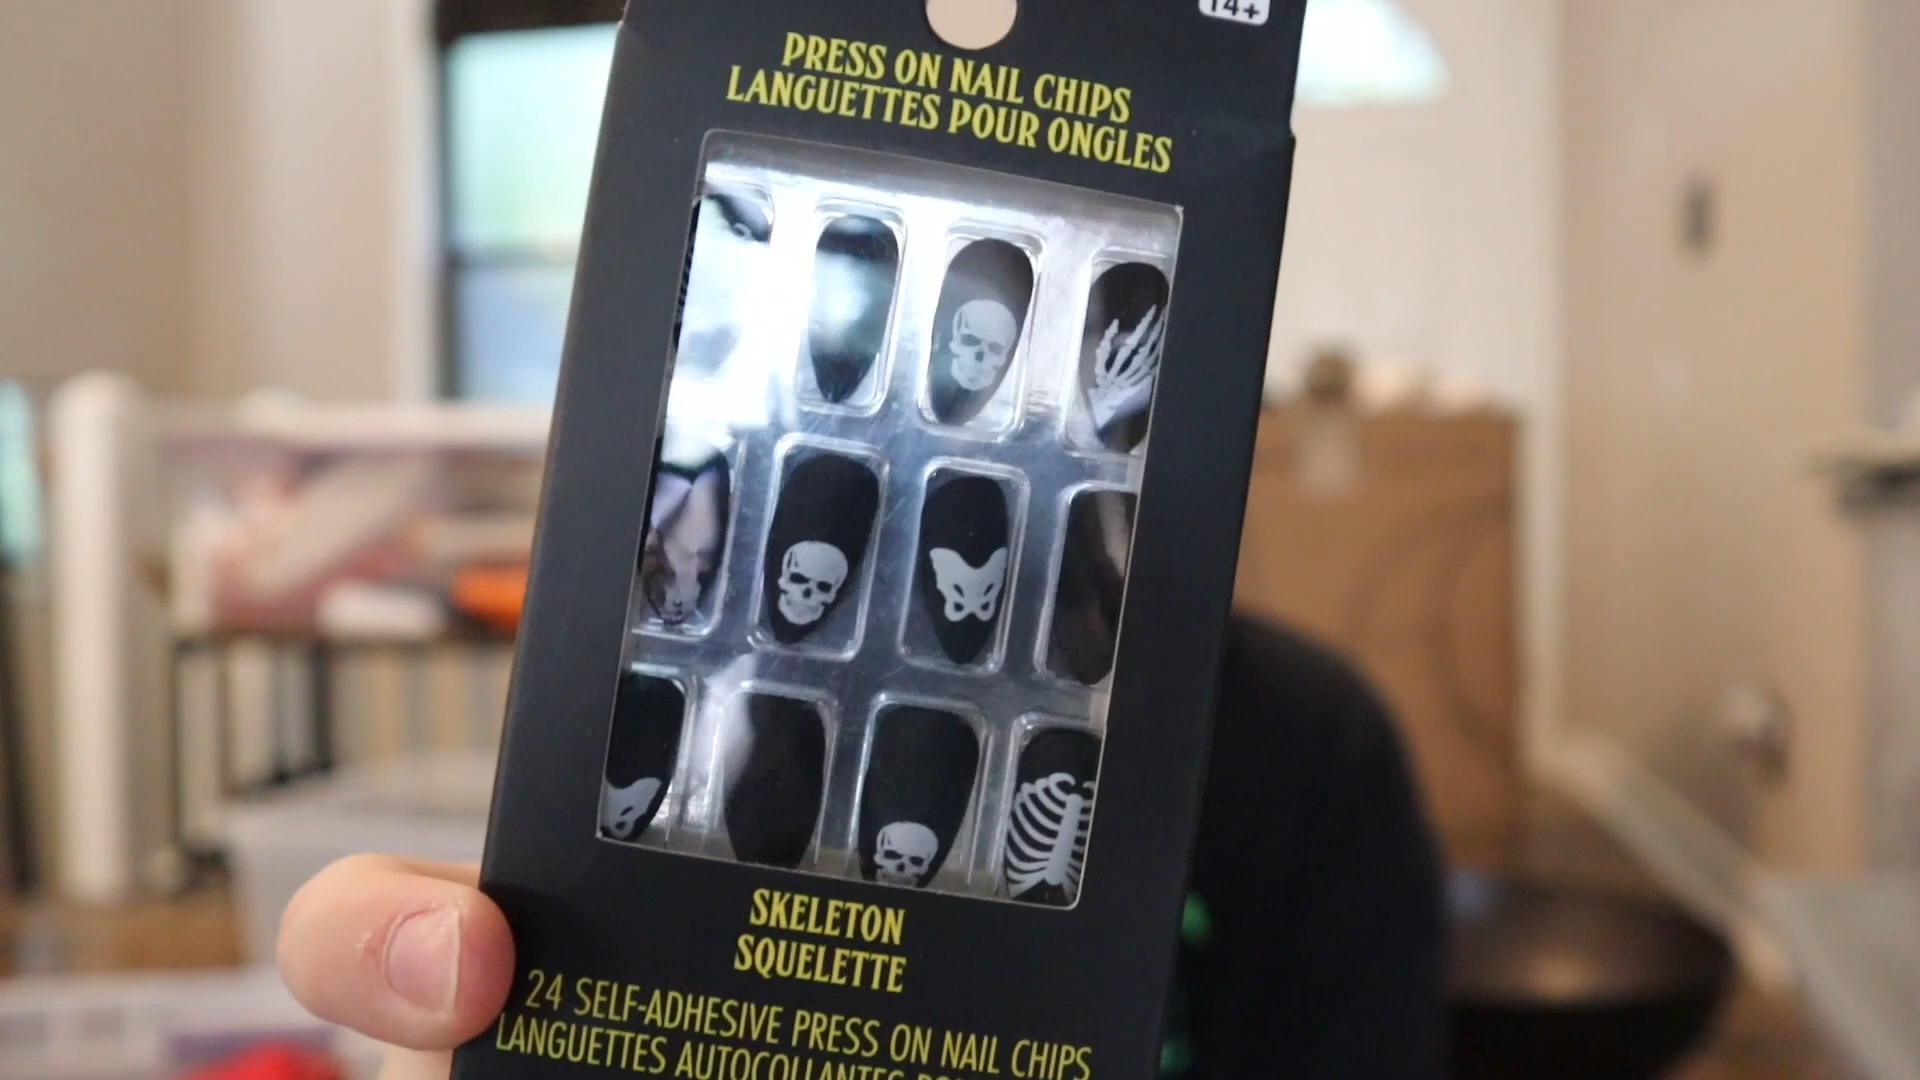 14+
PRESS ON NAIL CHIPS
LANGUETTES POUR ONGLES
SKELETON
SQUELETTE
24 SELF-ADHESIVE PRESS ON NAIL CHIPS
LANGUETTES AUTOCOLLANTES